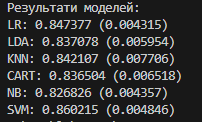 Результати моделей:
LR: 0.847377 (0.004315)
LDA: 0.837078 (0.005954)
KNN: 0.842107 (0.007706)
CART: 0.836504 (0.006518)
NB: 0.826826 (0.004357)
SVM: 0.860215 (0.004846)